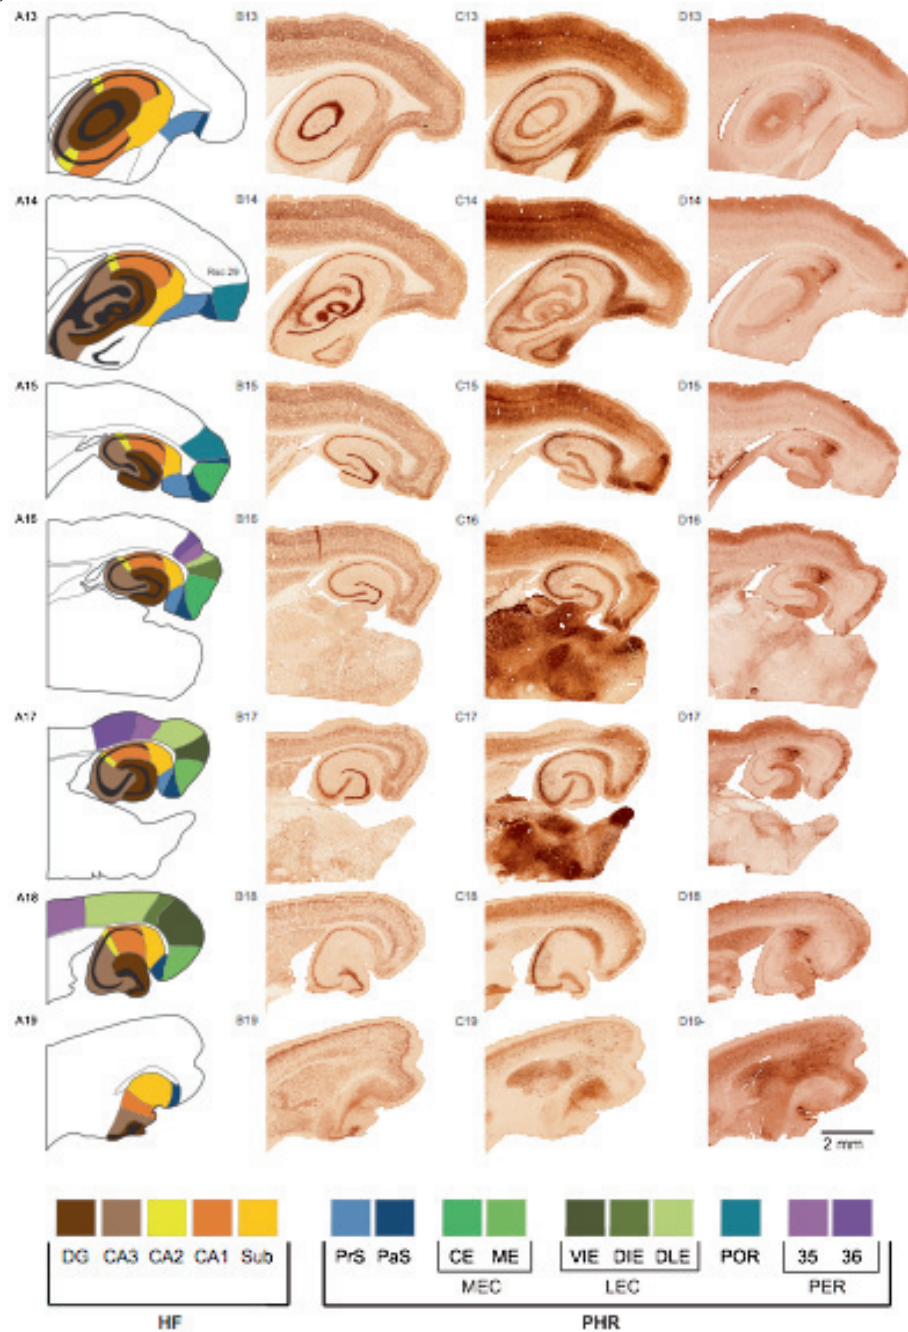 A13 B13 C13 D13
A14 B14 C14 D14
Rec.29
A15 B15 C15 D15
A16 B16 C16 D16
A17 B17 C17 D17
A18 B18 C18 D18
A19 B19 C19 D19
2 mm
DG CA3 CA2 CA1 Sub PrS PaS CE ME VIE DIE DLE POR 35 36
MEC LEC PER
HF PHR